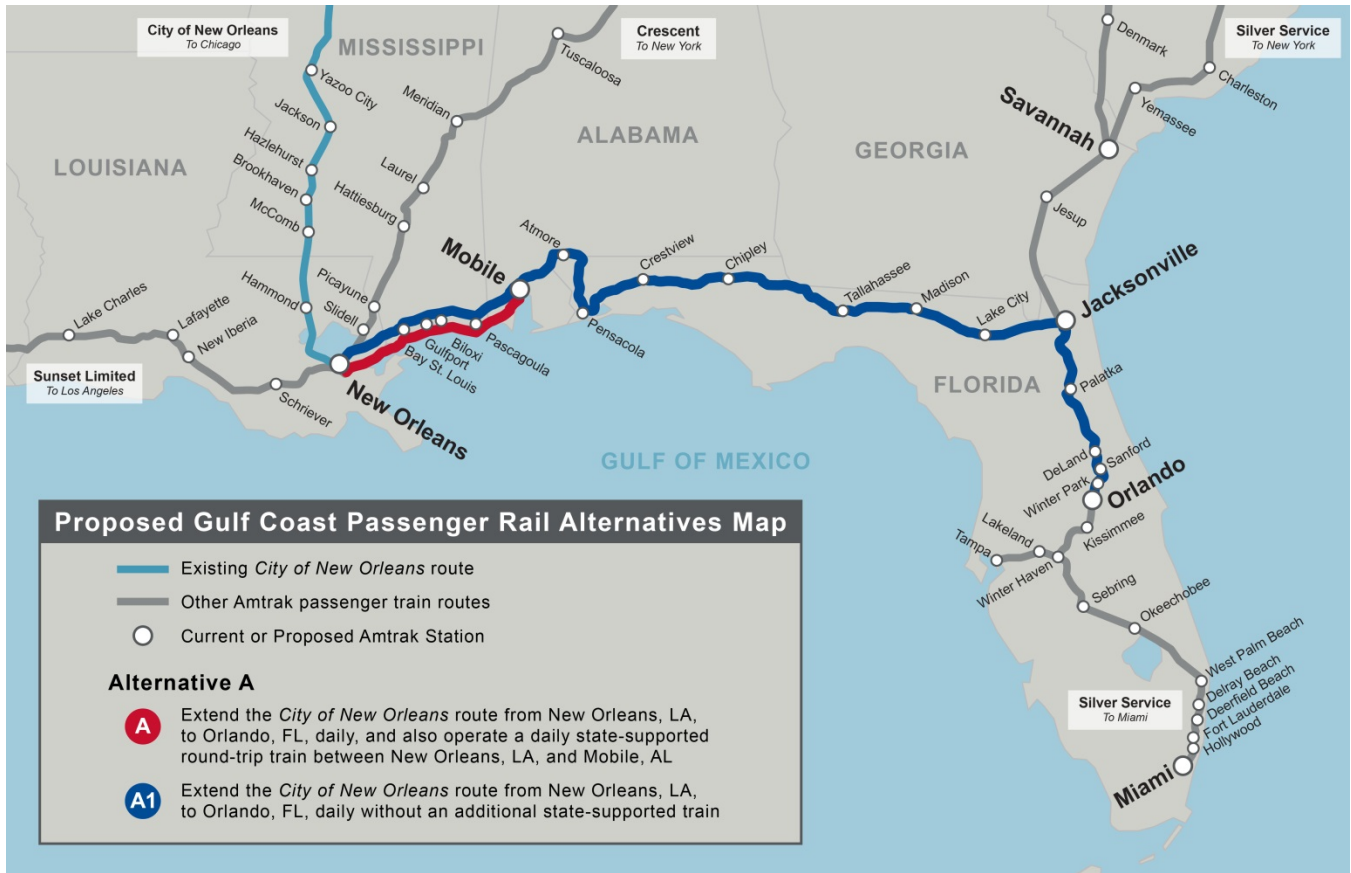 City of New Orleans
To Chicago
MISSISSIPPI
Crescent
To New York
Silver Service
To New York
Yazoo City
Tuscaloosa
Denmark
Charleston
Jackson
Meridian
Yemassee
Savannah
Hazlehurst
LOUISIANA
ALABAMA
GEORGIA
Brookhaven
Laurel
McComb
Hattiesburg
Jesup
Atmore
Mobile
Crestview
Chipley
Jacksonville
Hammond
Picayune
Slidell
Tallahassee
Madison
Lake City
Lake Charles
Lafayette
New Iberia
Biloxi
Gulfport
Bay St. Louis
Pascagoula
Pensacola
Sunset Limited
To Los Angeles
Schriever
New Orleans
FLORIDA
Palatka
GULF OF MEXICO
DeLand
Sanford
Winter Park
Orlando
Kissimmee
Lakeland
Tampa
Winter Haven
Sebring
Okeechobee
West Palm Beach
Delray Beach
Deerfield Beach
Fort Lauderdale
Hollywood
Silver Service
To Miami
Miami
Proposed Gulf Coast Passenger Rail Alternatives Map
Existing City of New Orleans route
Other Amtrak passenger train routes
Current or Proposed Amtrak Station
Alternative A
A
Extend the City of New Orleans route from New Orleans, LA,
to Orlando, FL, daily, and also operate a daily state-supported
round-trip train between New Orleans, LA, and Mobile, AL
A1
Extend the City of New Orleans route from New Orleans, LA,
to Orlando, FL, daily without an additional state-supported train